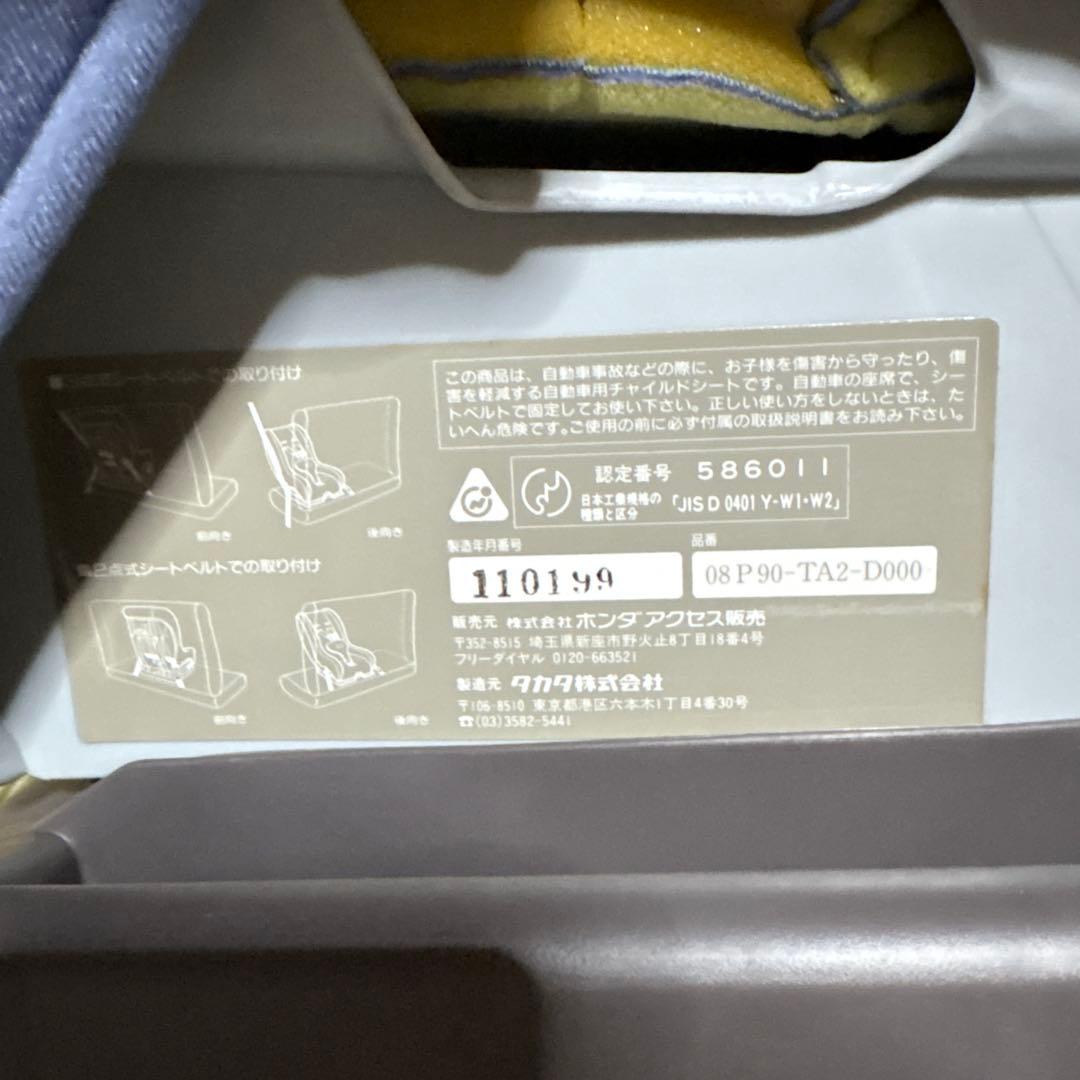 での取り付け
前向き
後向き
2点式シートベルトでの取り付け
前向き
後向き
この商品は、自動車事故などの際に、お子様を傷害から守ったり、傷
害を軽減する自動車用チャイルドシートです。自動車の座席で、シー
トベルトで固定してお使い下さい。正しい使い方をしないときは、た
いへん危険です。ご使用の前に必ず付属の取扱説明書をお読み下さい。
認定番号 586011
日本工業規格の
種類と区分
「JIS D 0401 Y-W1・W2」
製造年月番号
110199
品番
08P90-TA2-D000
販売元 株式会社ホンダアクセス販売
〒352-8515 埼玉県新座市野火止8丁目18番4号
フリーダイヤル 0120-663521
製造元 タカタ株式会社
〒106-8510 東京都港区六本木1丁目4番30号
☎(03)3582-5441